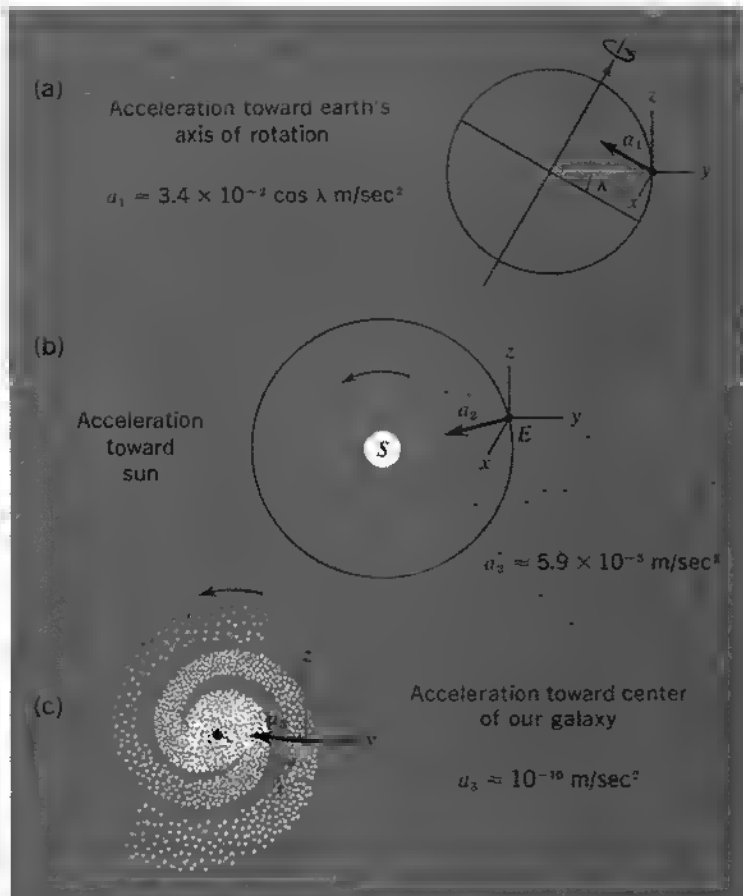 (a)
Acceleration toward earth's
axis of rotation
a₁ ≈ 3.4 × 10⁻² cos λ m/sec²
z
a₁
y
λ
x
(b)
Acceleration
toward
sun
z
a₂
y
S
E
x
a₂ ≈ 5.9 × 10⁻³ m/sec²
(c)
z
a₃
y
Acceleration toward center
of our galaxy
a₃ ≈ 10⁻¹⁰ m/sec²